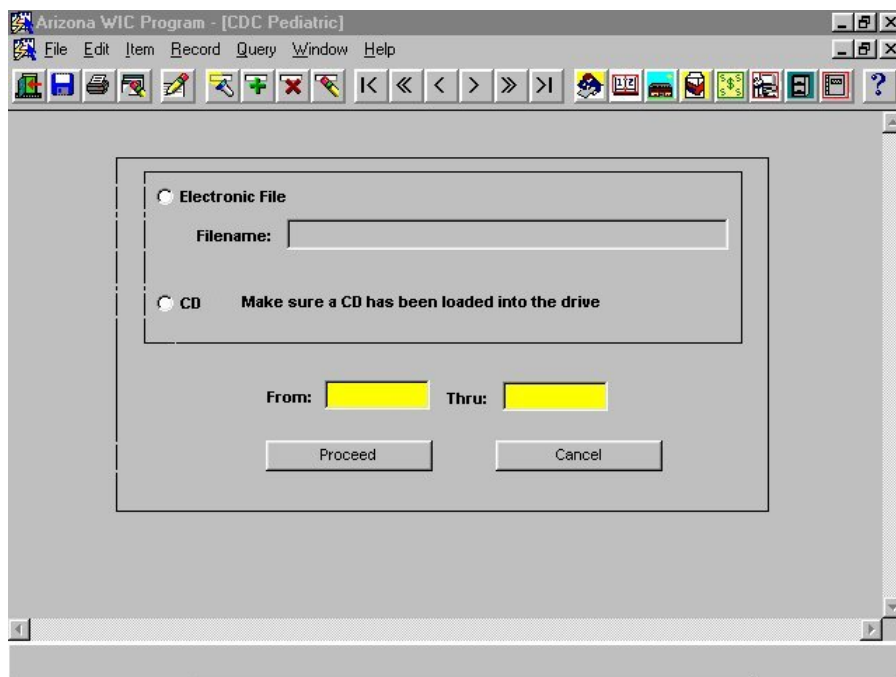 Arizona WIC Program - [CDC Pediatric]
File Edit Item Record Query Window Help
Electronic File
Filename:
CD Make sure a CD has been loaded into the drive
From: Thru:
Proceed Cancel